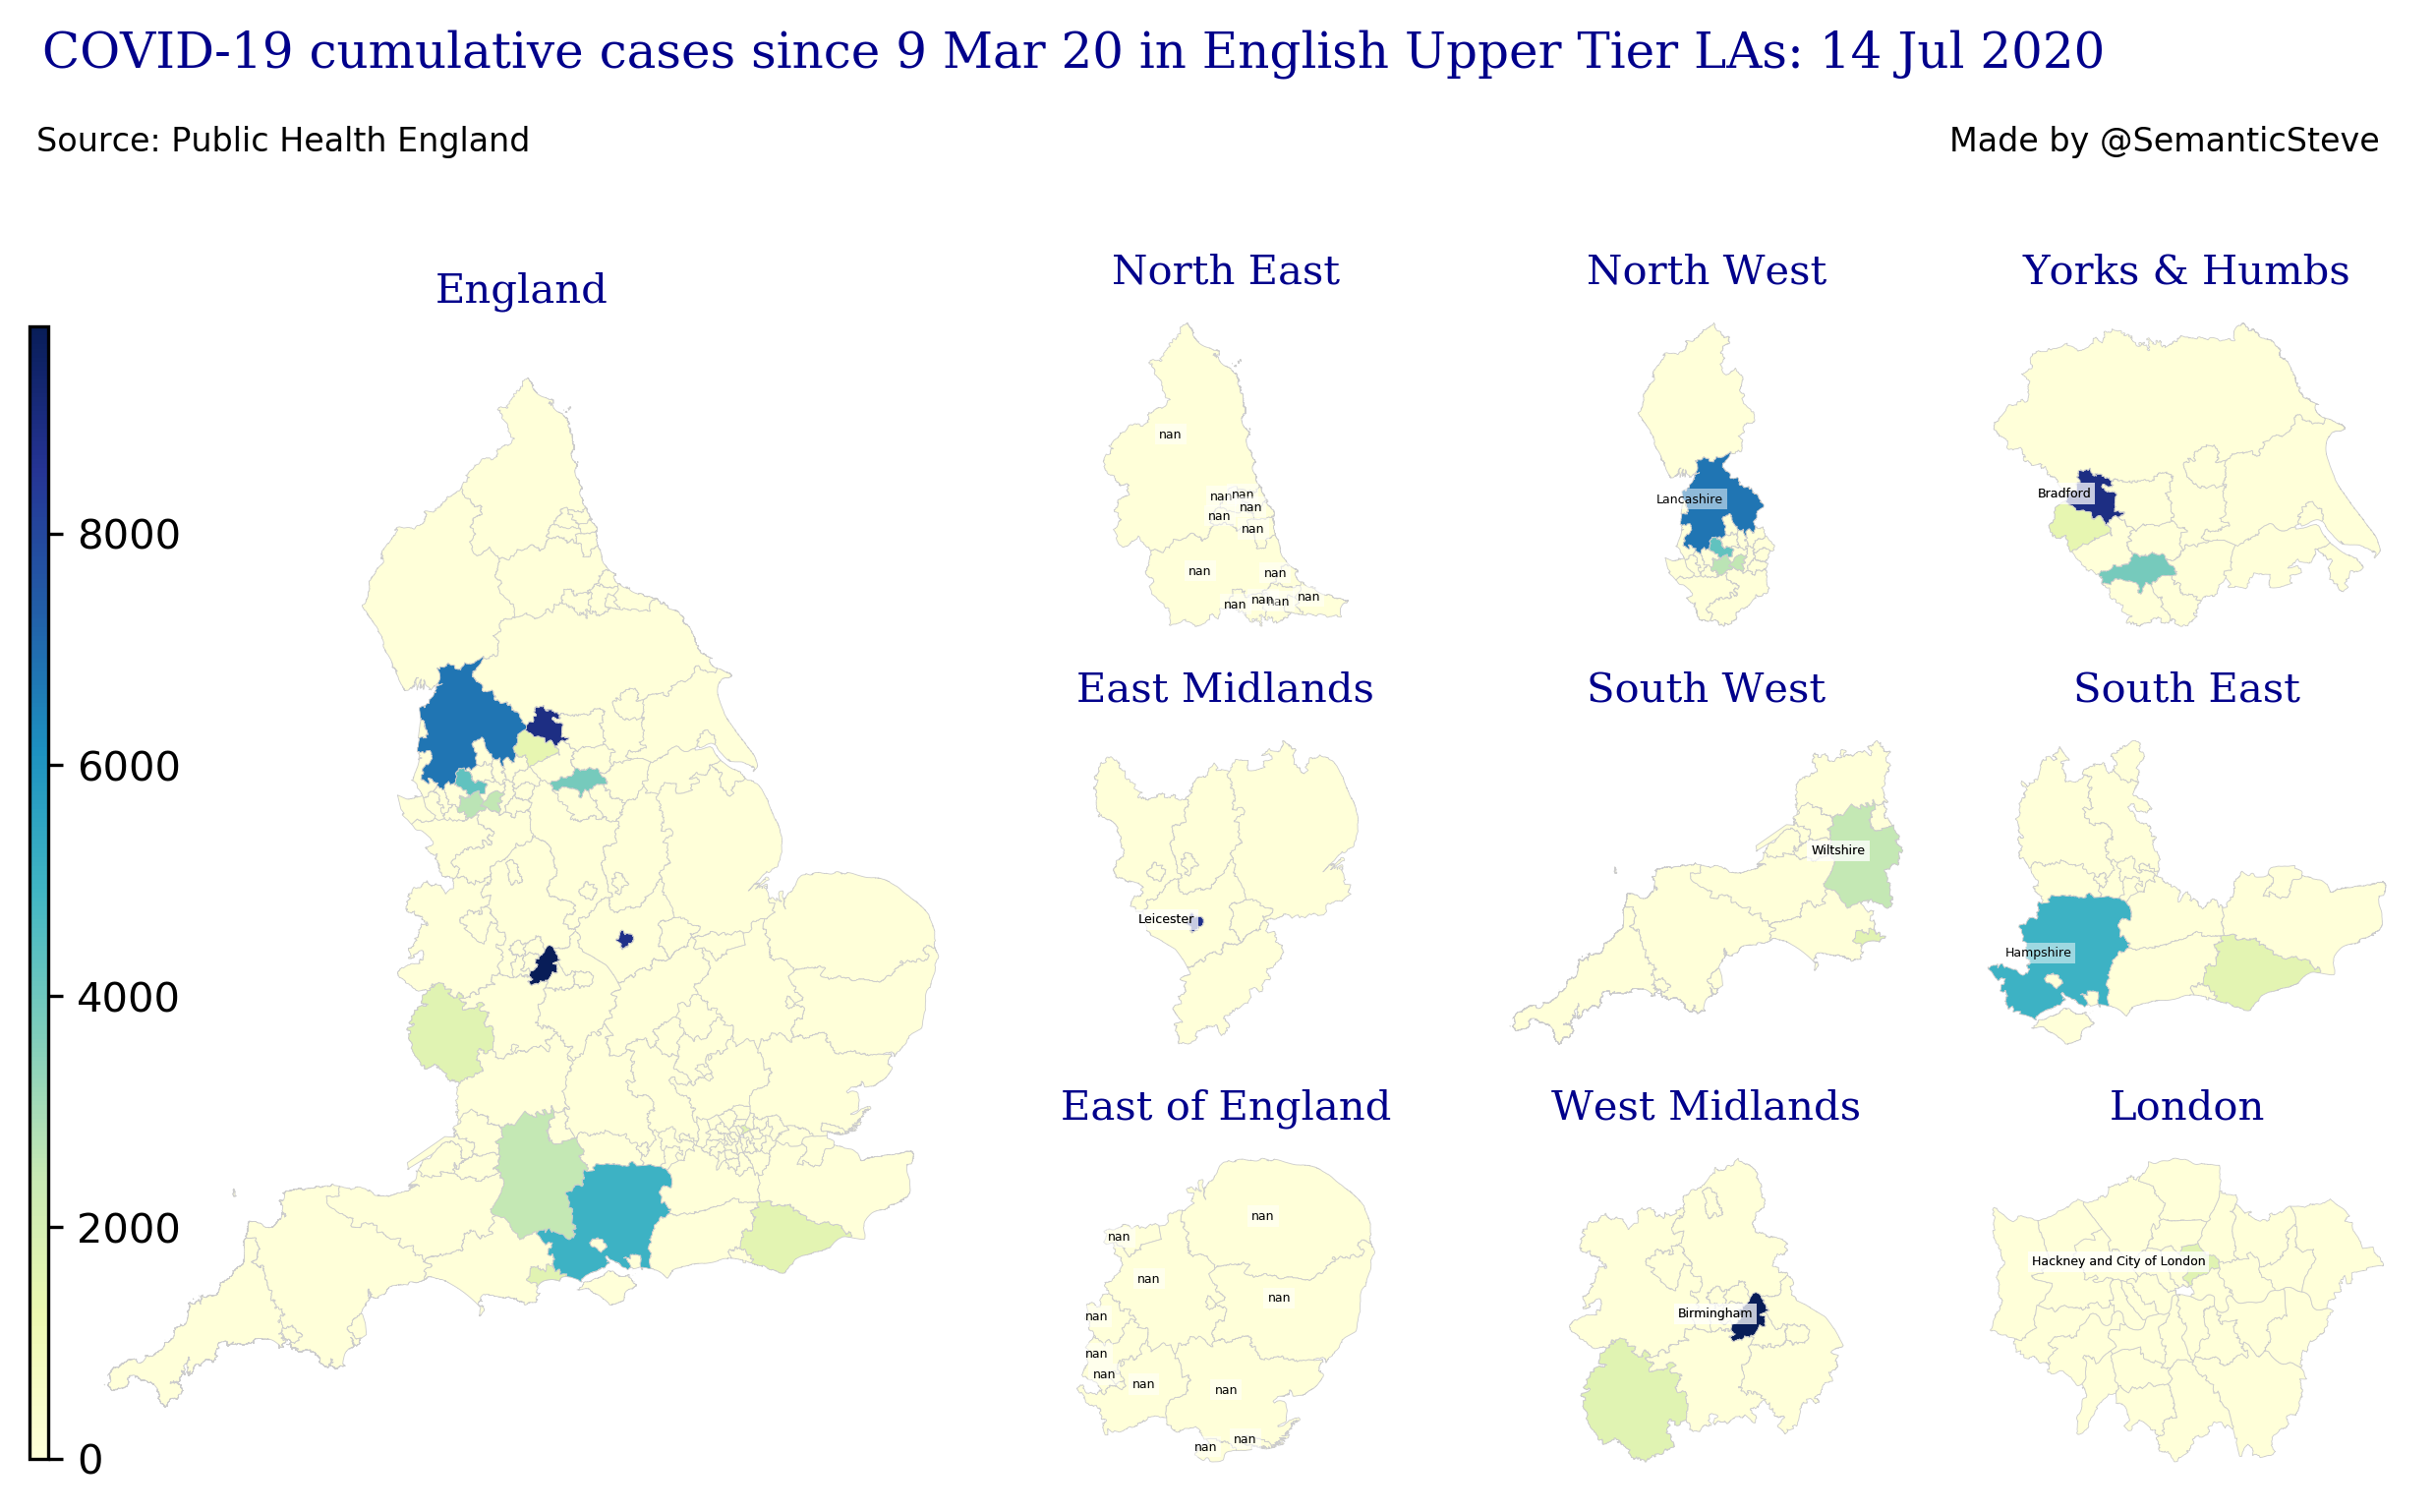 COVID-19 cumulative cases since 9 Mar 20 in English Upper Tier LAs: 14 Jul 2020
Source: Public Health England
Made by @SemanticSteve
England
8000
6000
4000
2000
0
North East
nan
nan
nan
nan
nan
nan
nan
nan
nan
nan
nan
nan
North West
Lancashire
Yorks & Humbs
Bradford
East Midlands
Leicester
South West
Wiltshire
South East
Hampshire
East of England
nan
nan
nan
nan
nan
nan
nan
nan
nan
nan
nan
West Midlands
Birmingham
London
Hackney and City of London